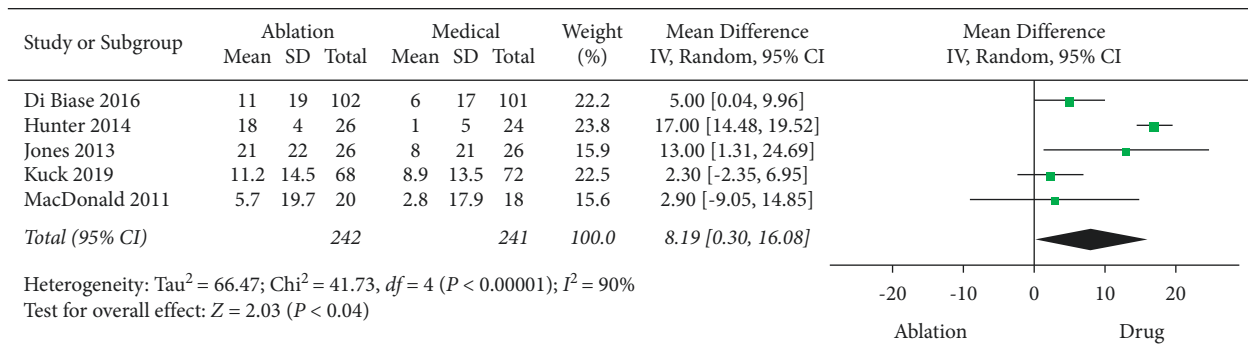 Study or Subgroup Ablation Medical Weight (%) Mean Difference IV, Random, 95% CI Mean Difference IV, Random, 95% CI
Mean SD Total Mean SD Total
Di Biase 2016 11 19 102 6 17 101 22.2 5.00 [0.04, 9.96]
Hunter 2014 18 4 26 1 5 24 23.8 17.00 [14.48, 19.52]
Jones 2013 21 22 26 8 21 26 15.9 13.00 [1.31, 24.69]
Kuck 2019 11.2 14.5 68 8.9 13.5 72 22.5 2.30 [-2.35, 6.95]
MacDonald 2011 5.7 19.7 20 2.8 17.9 18 15.6 2.90 [-9.05, 14.85]
Total (95% CI) 242 241 100.0 8.19 [0.30, 16.08]
Heterogeneity: Tau² = 66.47; Chi² = 41.73, df = 4 (P < 0.00001); I² = 90%
Test for overall effect: Z = 2.03 (P < 0.04)
-20 -10 0 10 20
Ablation Drug